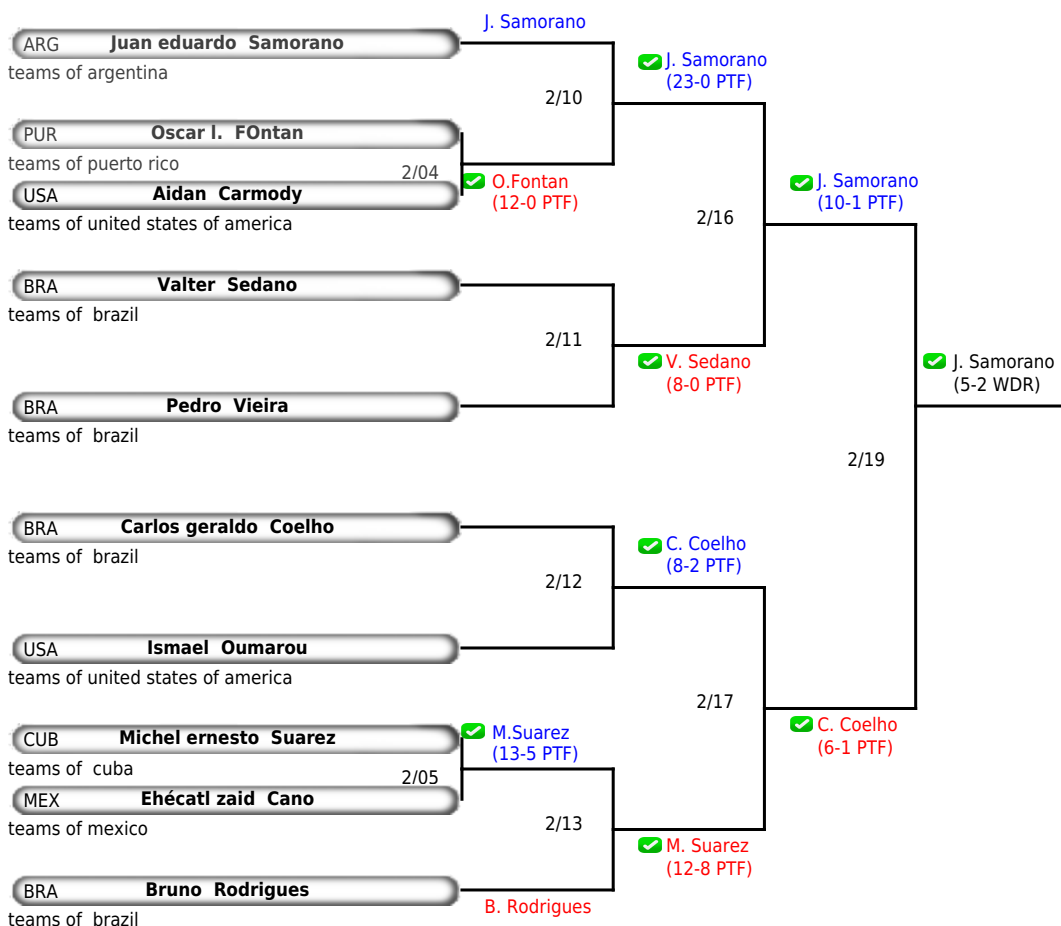 J. Samorano
ARG Juan eduardo Samorano
teams of argentina
J. Samorano
(23-0 PTF)
2/10
PUR Oscar l. FOntan
teams of puerto rico
2/04
O.Fontan
(12-0 PTF)
USA Aidan Carmody
teams of united states of america
J. Samorano
(10-1 PTF)
2/16
BRA Valter Sedano
teams of brazil
2/11
V. Sedano
(8-0 PTF)
J. Samorano
(5-2 WDR)
BRA Pedro Vieira
teams of brazil
2/19
BRA Carlos geraldo Coelho
teams of brazil
C. Coelho
(8-2 PTF)
2/12
USA Ismael Oumarou
teams of united states of america
2/17
C. Coelho
(6-1 PTF)
CUB Michel ernesto Suarez
teams of cuba
M.Suarez
(13-5 PTF)
2/05
MEX Ehécatl zaid Cano
teams of mexico
2/13
M. Suarez
(12-8 PTF)
BRA Bruno Rodrigues
teams of brazil
B. Rodrigues